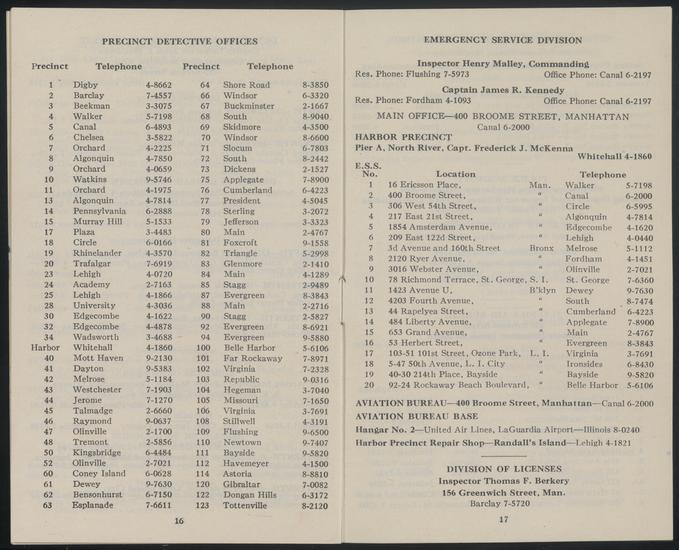 PRECINCT DETECTIVE OFFICES
Precinct Telephone Precinct Telephone
1 Digby 4-8662 64 Shore Road 8-3850
2 Barclay 7-4557 66 Windsor 6-3320
3 Beekman 3-3075 67 Buckminster 2-1667
4 Walker 5-7198 68 South 8-9040
5 Canal 6-4893 69 Skidmore 4-3500
6 Chelsea 3-5822 70 Windsor 8-6600
7 Orchard 4-2225 71 Slocum 6-7803
8 Algonquin 4-7850 72 South 8-2442
9 Orchard 4-0659 73 Dickens 2-1527
10 Watkins 9-5746 75 Applegate 7-8900
11 Orchard 4-1975 76 Cumberland 6-4223
13 Algonquin 4-7814 77 President 4-5045
14 Pennsylvania 6-2888 78 Sterling 3-2072
15 Murray Hill 5-1533 79 Jefferson 3-3323
17 Plaza 3-4483 80 Main 2-4767
18 Circle 6-0166 81 Foxcroft 9-1558
19 Rhinelander 4-3570 82 Triangle 5-2998
20 Trafalgar 7-6919 83 Glenmore 2-1410
23 Lehigh 4-0720 84 Main 4-1289
24 Academy 2-7163 85 Stagg 2-9489
25 Lehigh 4-1866 87 Evergreen 8-3843
28 University 4-3036 88 Main 2-2716
30 Edgecombe 4-1622 90 Stagg 2-5827
32 Edgecombe 4-4878 92 Evergreen 8-6921
34 Wadsworth 3-4688 94 Evergreen 9-5880
Harbor Whitehall 4-1860 100 Belle Harbor 5-6106
40 Mott Haven 9-2130 101 Far Rockaway 7-8971
41 Dayton 9-5383 102 Virginia 7-2328
42 Melrose 5-1184 103 Republic 9-0316
43 Westchester 7-1903 104 Hegeman 3-7040
44 Jerome 7-1270 105 Missouri 7-1650
45 Talmadge 2-6660 106 Virginia 3-7691
46 Raymond 9-0637 108 Stillwell 4-3191
47 Olinville 2-1700 109 Flushing 9-6500
48 Tremont 2-5856 110 Newtown 9-7407
50 Kingsbridge 6-4484 111 Bayside 9-5820
52 Olinville 2-7021 112 Havemeyer 4-1500
60 Coney Island 6-0628 114 Astoria 8-8810
61 Dewey 9-7630 120 Gibraltar 7-0082
62 Bensonhurst 6-7150 122 Dongan Hills 6-3172
63 Esplanade 7-6611 123 Tottenville 8-2120
16
EMERGENCY SERVICE DIVISION
Inspector Henry Malley, Commanding
Res. Phone: Flushing 7-5973 Office Phone: Canal 6-2197
Captain James R. Kennedy
Res. Phone: Fordham 4-1093 Office Phone: Canal 6-2197
MAIN OFFICE—400 BROOME STREET, MANHATTAN
Canal 6-2000
HARBOR PRECINCT
Pier A, North River, Capt. Frederick J. McKenna
Whitehall 4-1860
E.S.S.
No. Location Telephone
1 16 Ericsson Place, Man. Walker 5-7198
2 400 Broome Street, " Canal 6-2000
3 306 West 54th Street, " Circle 6-5995
4 217 East 21st Street, " Algonquin 4-7814
5 1854 Amsterdam Avenue, " Edgecombe 4-1620
6 209 East 122d Street, " Lehigh 4-0440
7 3d Avenue and 160th Street Bronx Melrose 5-1112
8 2120 Ryer Avenue, " Fordham 4-1451
9 3016 Webster Avenue, " Olinville 2-7021
10 78 Richmond Terrace, St. George, S. I. St. George 7-6360
11 1423 Avenue U, B'klyn Dewey 9-7630
12 4203 Fourth Avenue, " South 8-7474
13 44 Rapelyea Street, " Cumberland 6-4223
14 484 Liberty Avenue, " Applegate 7-8900
15 653 Grand Avenue, " Main 2-4767
16 53 Herbert Street, " Evergreen 8-3843
17 103-51 101st Street, Ozone Park, L. I. Virginia 3-7691
18 5-47 50th Avenue, L. I. City " Ironsides 6-8430
19 40-30 214th Place, Bayside " Bayside 9-5820
20 92-24 Rockaway Beach Boulevard, " Belle Harbor 5-6106
AVIATION BUREAU—400 Broome Street, Manhattan—Canal 6-2000
AVIATION BUREAU BASE
Hangar No. 2—United Air Lines, LaGuardia Airport—Illinois 8-0240
Harbor Precinct Repair Shop—Randall's Island—Lehigh 4-1821
DIVISION OF LICENSES
Inspector Thomas F. Berkery
156 Greenwich Street, Man.
Barclay 7-5720
17